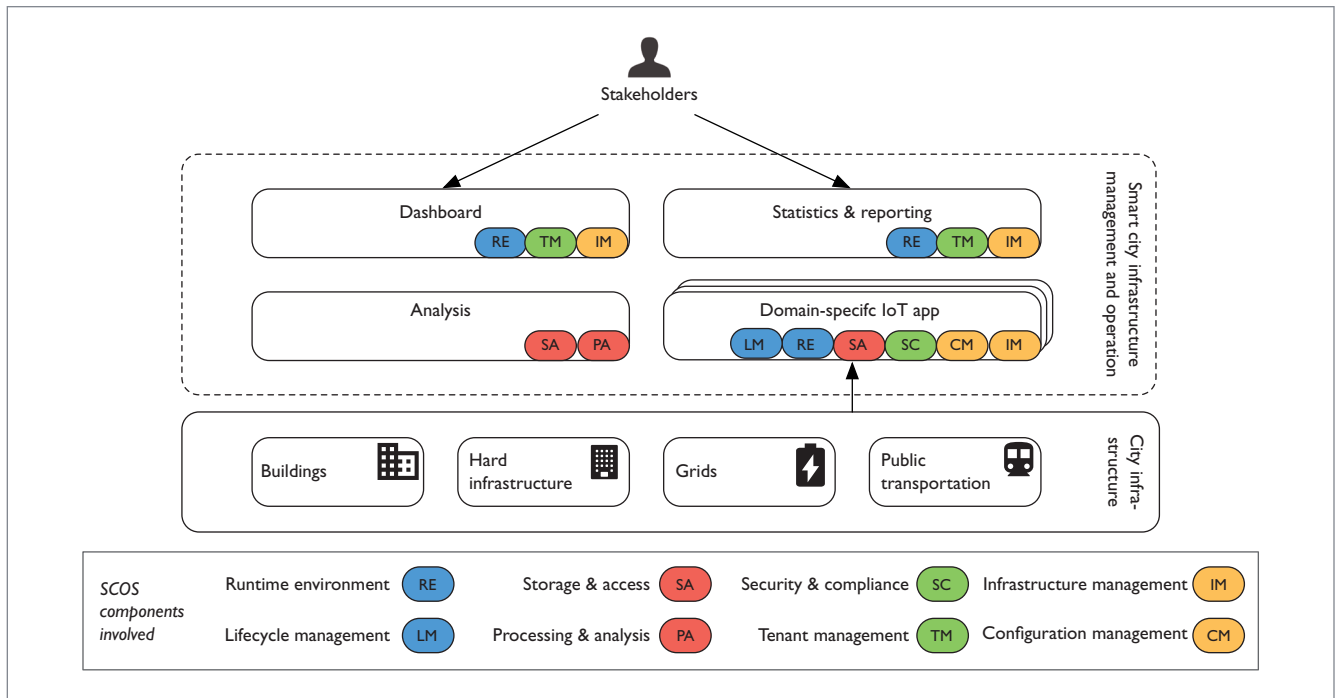 Stakeholders
Smart city infrastructure
management and operation
Dashboard
RE TM IM
Statistics & reporting
RE TM IM
Analysis
SA PA
Domain-specifc IoT app
LM RE SA SC CM IM
City infra-
structure
Buildings
Hard
infrastructure
Grids
Public
transportation
SCOS
components
involved
Runtime environment RE
Storage & access SA
Security & compliance SC
Infrastructure management IM
Lifecycle management LM
Processing & analysis PA
Tenant management TM
Configuration management CM